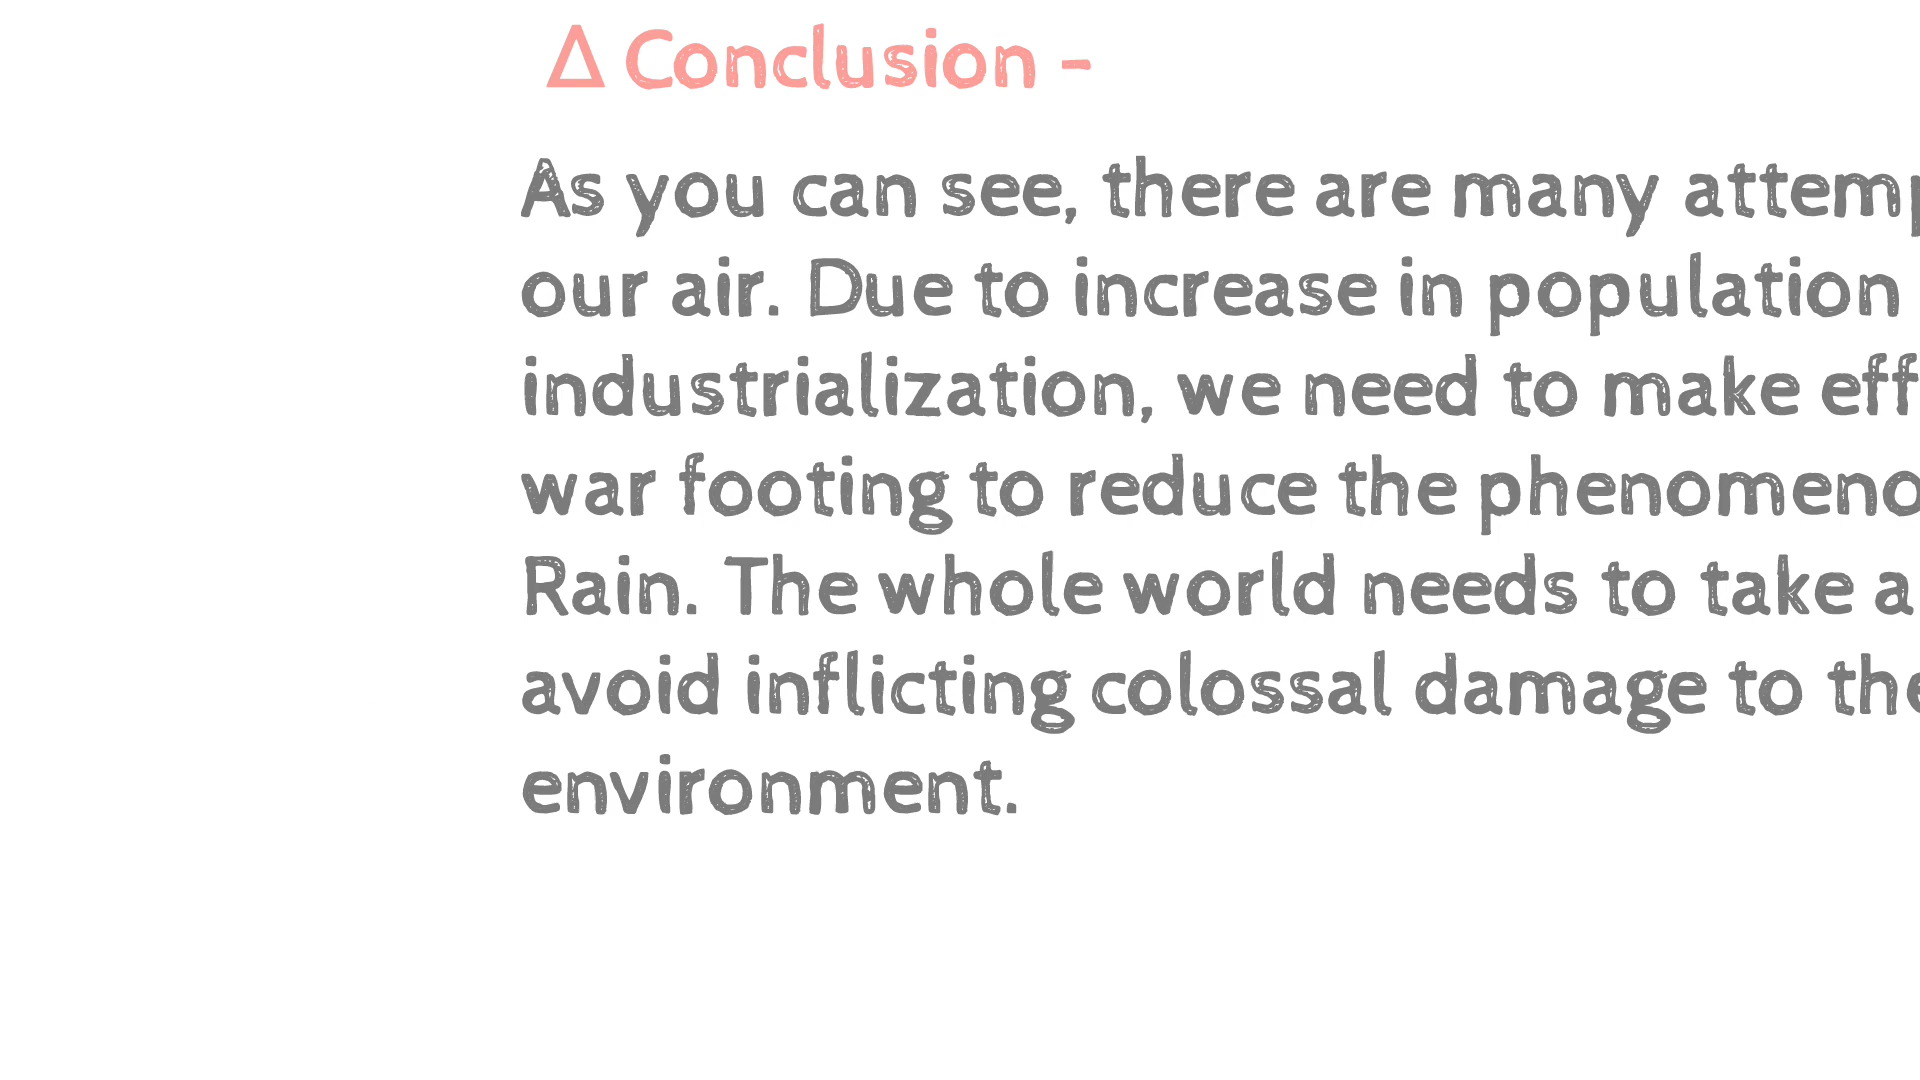 Δ Conclusion -
As you can see, there are many
our air. Due to increase in population
industrialization, we need to make
war footing to reduce the
Rain. The whole world needs to take a
avoid inflicting colossal damage to the
environment.